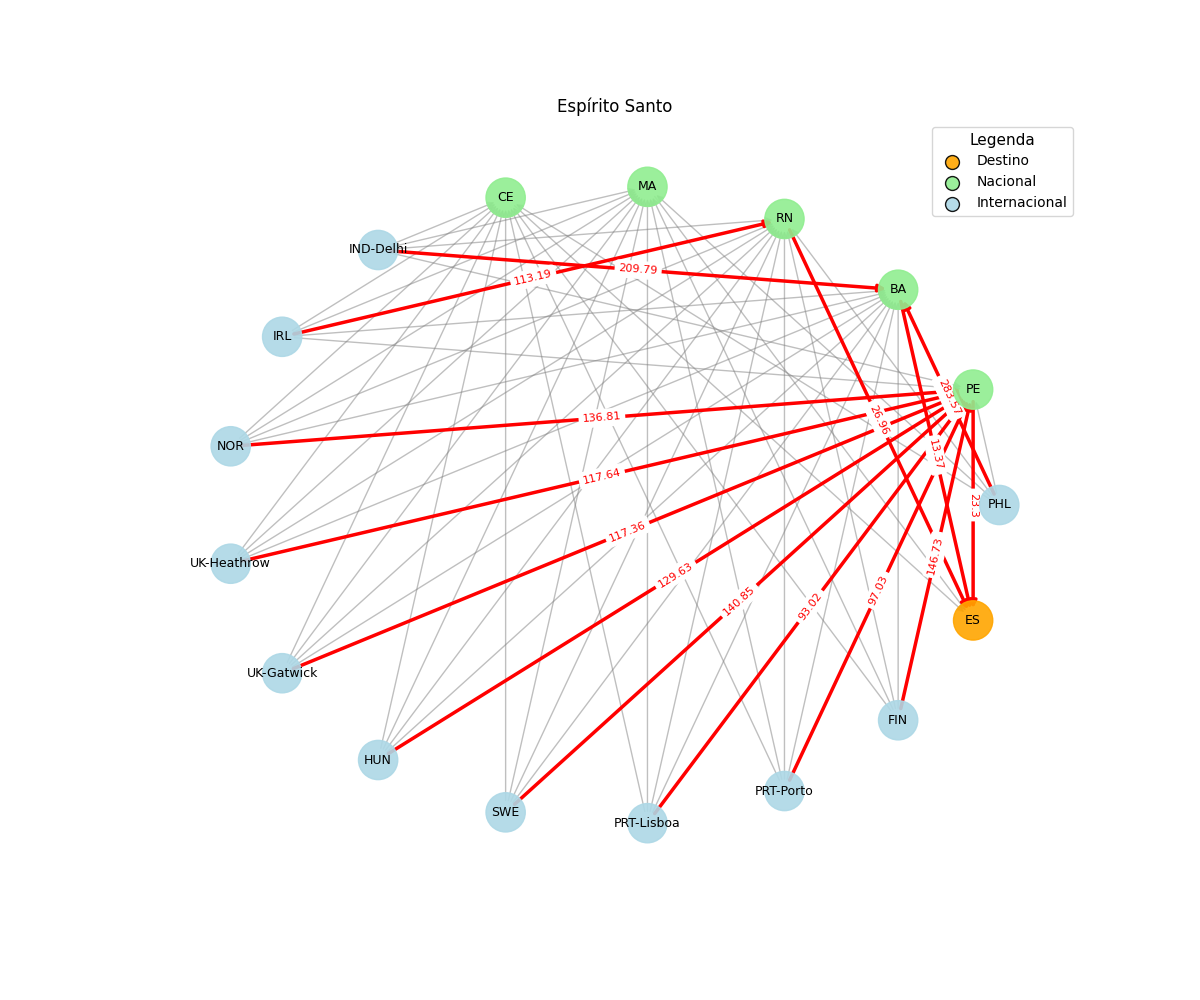 Espírito Santo
Legenda
Destino
Nacional
Internacional
MA
CE
RN
IND-Delhi
209.79
113.19
BA
IRL
PE
283.57
136.81
26.96
NOR
13.37
117.64
23.3
PHL
117.36
146.73
UK-Heathrow
129.63
97.03
140.85
93.02
ES
UK-Gatwick
FIN
HUN
PRT-Porto
SWE
PRT-Lisboa